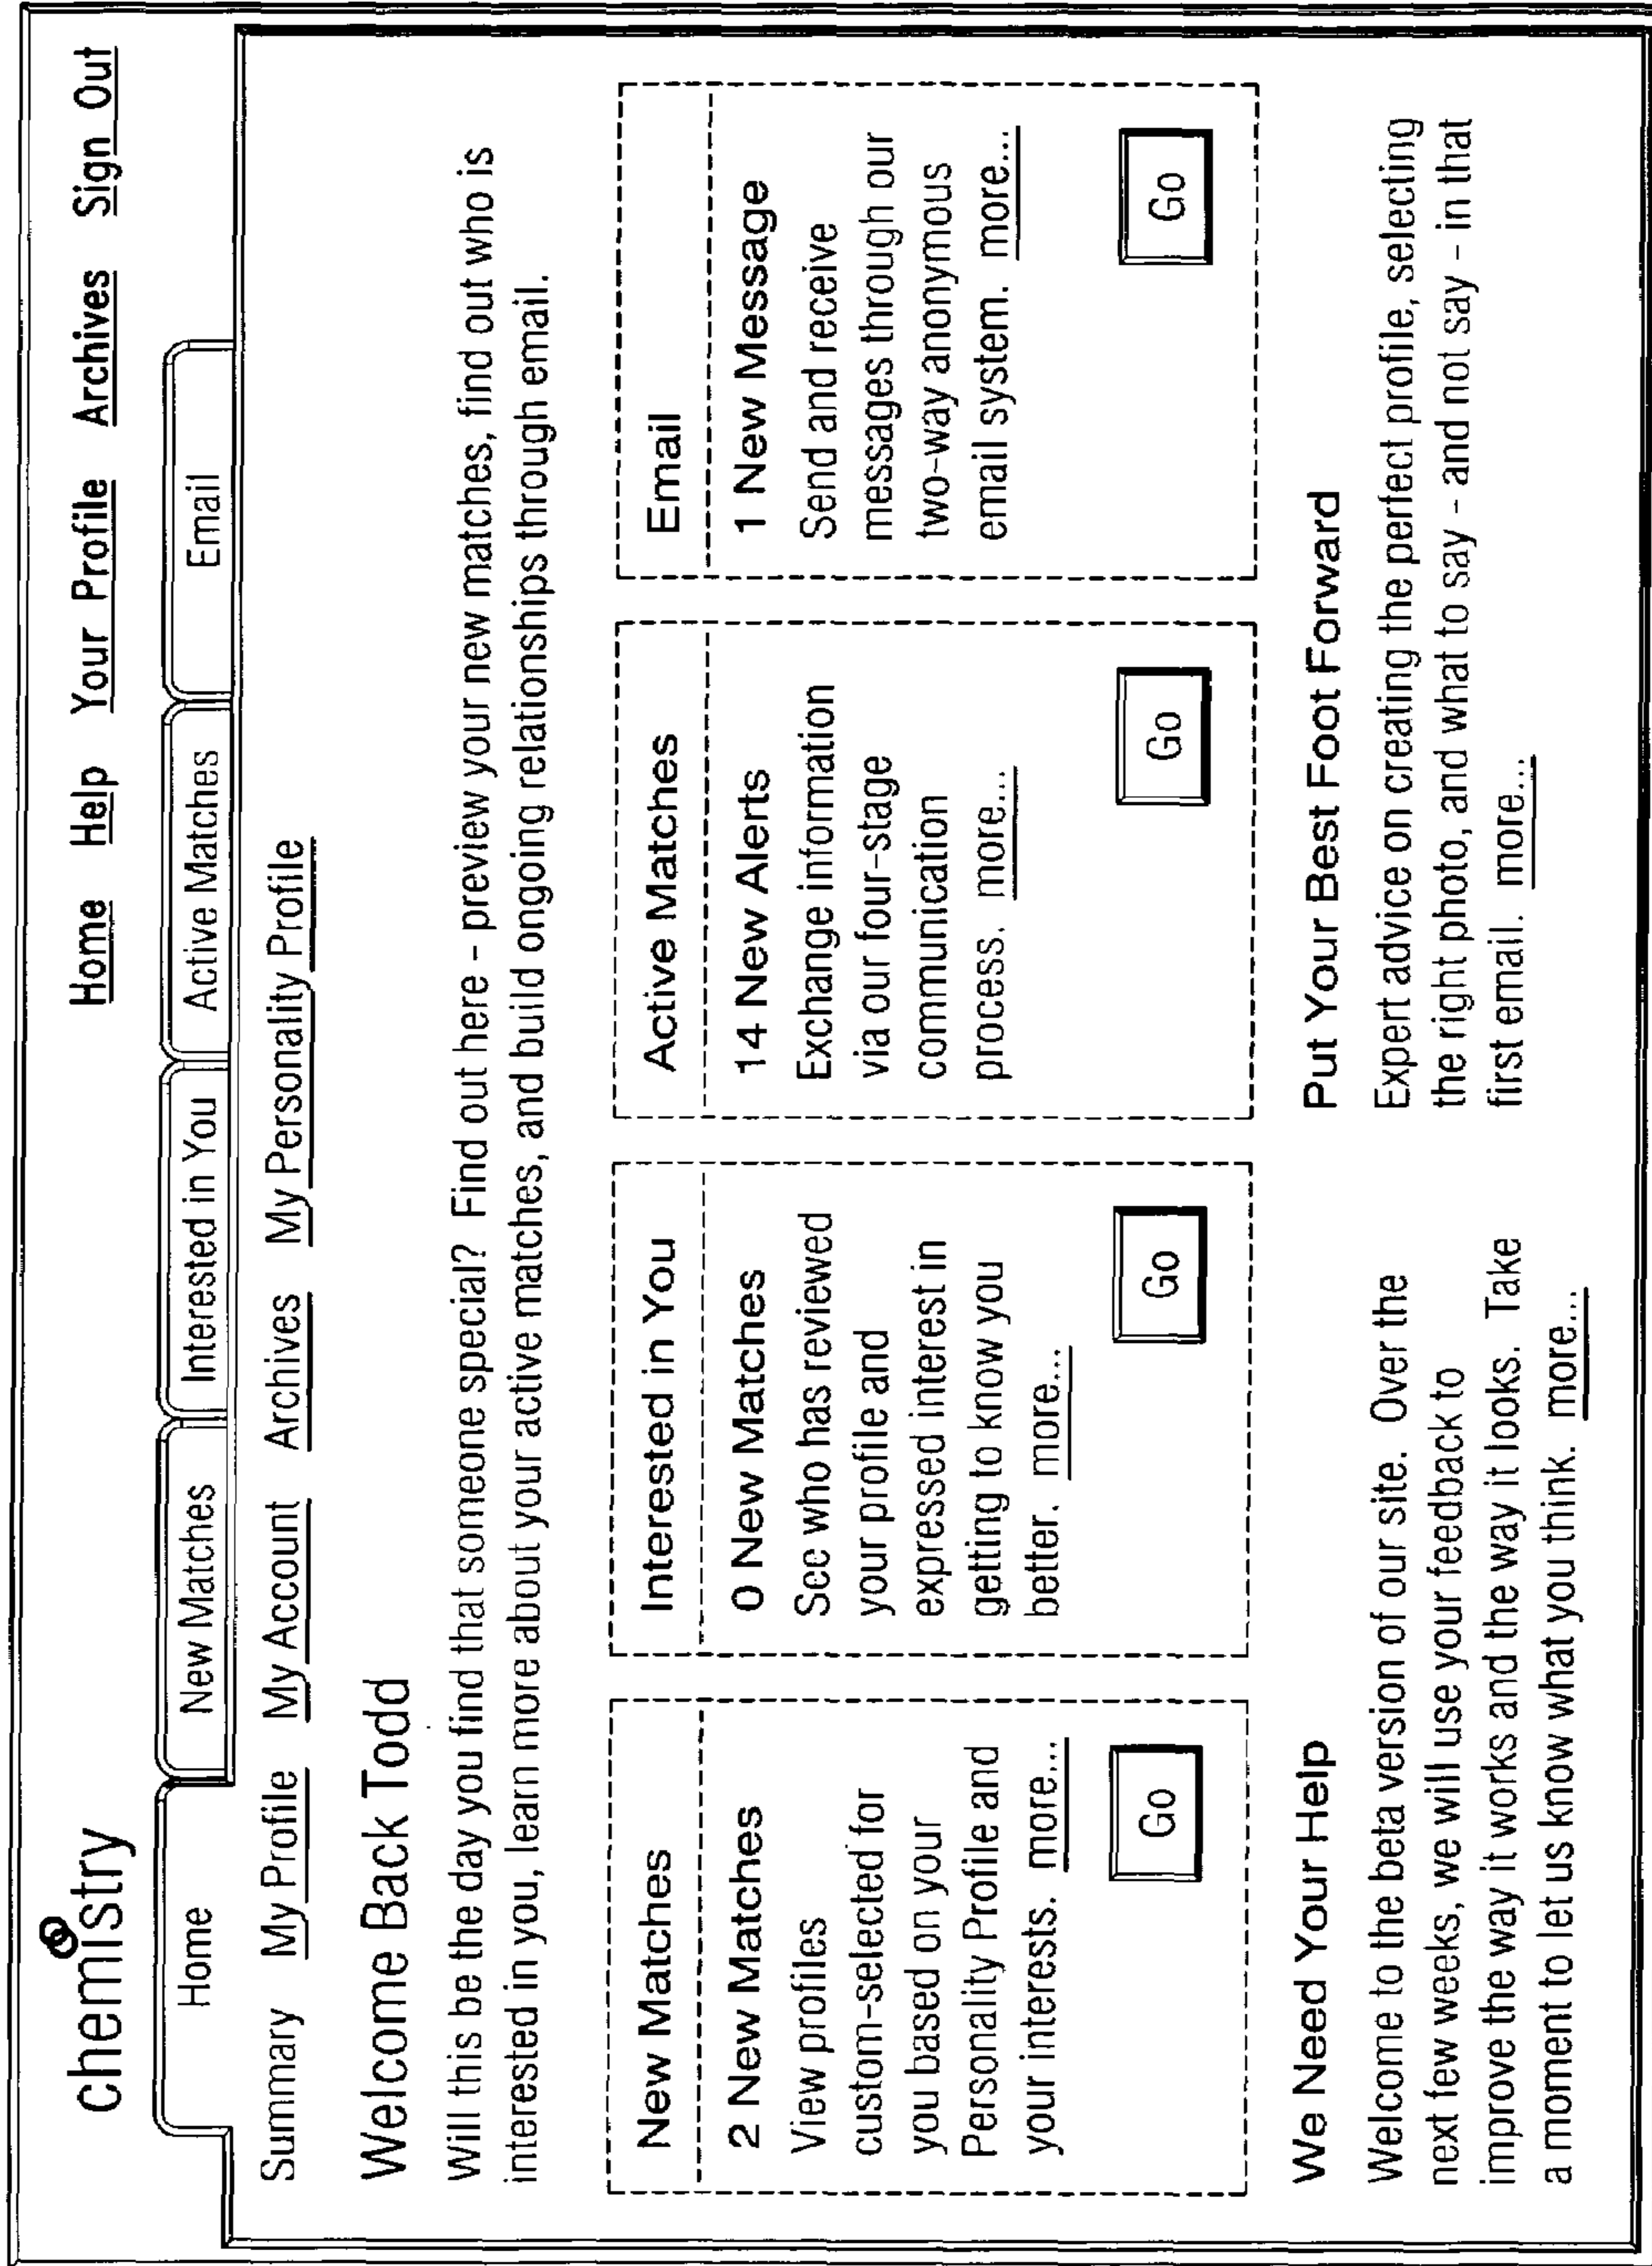 chemistry
Home Help Your Profile Archives Sign Out
Home New Matches Interested in You Active Matches Email
Summary My Profile My Account Archives My Personality Profile
Welcome Back Todd
Will this be the day you find that someone special? Find out here - preview your new matches, find out who is
interested in you, learn more about your active matches, and build ongoing relationships through email.
New Matches
2 New Matches
View profiles
custom-selected for
you based on your
Personality Profile and
your interests. more...
Go
Interested in You
0 New Matches
See who has reviewed
your profile and
expressed interest in
getting to know you
better. more...
Go
Active Matches
14 New Alerts
Exchange information
via our four-stage
communication
process. more...
Go
Email
1 New Message
Send and receive
messages through our
two-way anonymous
email system. more...
Go
We Need Your Help
Welcome to the beta version of our site. Over the
next few weeks, we will use your feedback to
improve the way it works and the way it looks. Take
a moment to let us know what you think. more...
Put Your Best Foot Forward
Expert advice on creating the perfect profile, selecting
the right photo, and what to say - and not say - in that
first email. more...